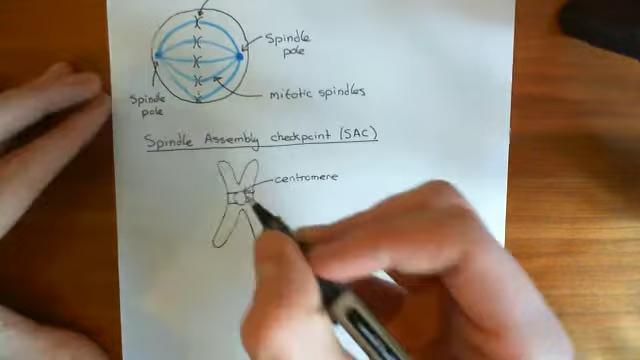 Spindle
pole
Spindle
pole
mitotic spindles
Spindle Assembly checkpoint (SAC)
centromere